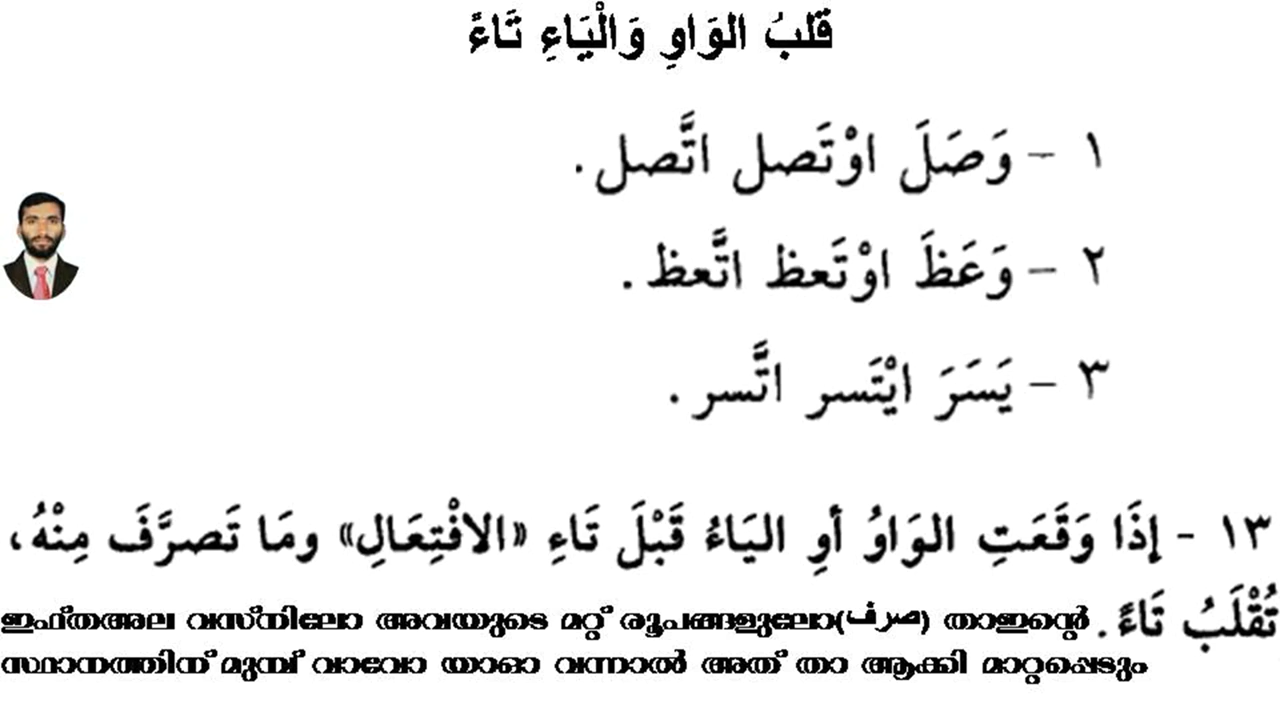 قَلبُ الوَاوِ وَالْيَاءِ تَاءً
١ – وَصَلَ اوْتَصل اتَّصل.
٢ – وَعَظَ اوْتَعظ اتَّعظ.
٣ – يَسَرَ ايْتَسر اتَّسر.
١٣ - إِذَا وَقَعَتِ الوَاوُ أوِ اليَاءُ قَبْلَ تَاءِ «الافْتِعَالِ» ومَا تَصرَّفَ مِنْهُ،
تُقْلَبُ تَاءً.
ഇഫ്തഅല വസ്നിലോ അവയുടെ മറ്റ് രൂപങ്ങളുലോ(صرف) താഇന്റെ
സ്ഥാനത്തിന് മുമ്പ് വാവോ യാഓ വന്നാൽ അത് താ ആക്കി മാറ്റപ്പെടും